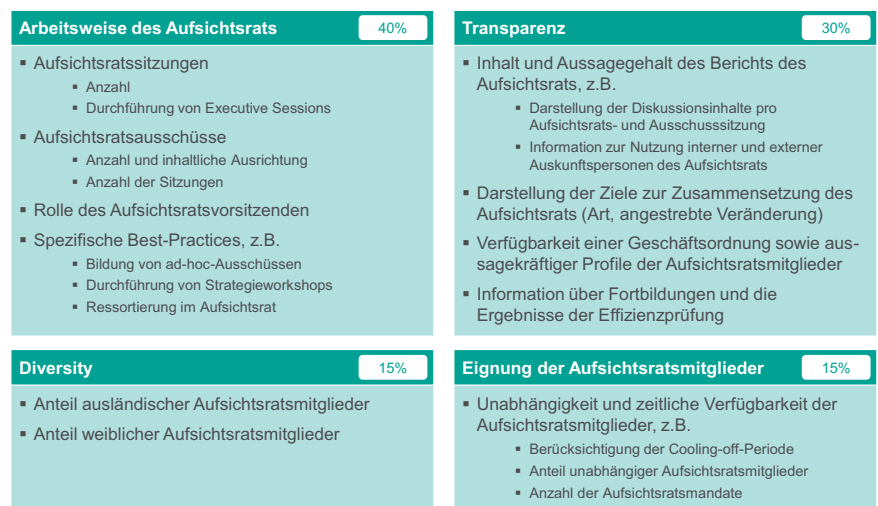 Arbeitsweise des Aufsichtsrats 40%
▪ Aufsichtsratssitzungen
▪ Anzahl
▪ Durchführung von Executive Sessions
▪ Aufsichtsratsausschüsse
▪ Anzahl und inhaltliche Ausrichtung
▪ Anzahl der Sitzungen
▪ Rolle des Aufsichtsratsvorsitzenden
▪ Spezifische Best-Practices, z.B.
▪ Bildung von ad-hoc-Ausschüssen
▪ Durchführung von Strategieworkshops
▪ Ressortierung im Aufsichtsrat
Transparenz 30%
▪ Inhalt und Aussagegehalt des Berichts des
Aufsichtsrats, z.B.
▪ Darstellung der Diskussionsinhalte pro
Aufsichtsrats- und Ausschusssitzung
▪ Information zur Nutzung interner und externer
Auskunftspersonen des Aufsichtsrats
▪ Darstellung der Ziele zur Zusammensetzung des
Aufsichtsrats (Art, angestrebte Veränderung)
▪ Verfügbarkeit einer Geschäftsordnung sowie aus-
sagekräftiger Profile der Aufsichtsratsmitglieder
▪ Information über Fortbildungen und die
Ergebnisse der Effizienzprüfung
Diversity 15%
▪ Anteil ausländischer Aufsichtsratsmitglieder
▪ Anteil weiblicher Aufsichtsratsmitglieder
Eignung der Aufsichtsratsmitglieder 15%
▪ Unabhängigkeit und zeitliche Verfügbarkeit der
Aufsichtsratsmitglieder, z.B.
▪ Berücksichtigung der Cooling-off-Periode
▪ Anteil unabhängiger Aufsichtsratsmitglieder
▪ Anzahl der Aufsichtsratsmandate